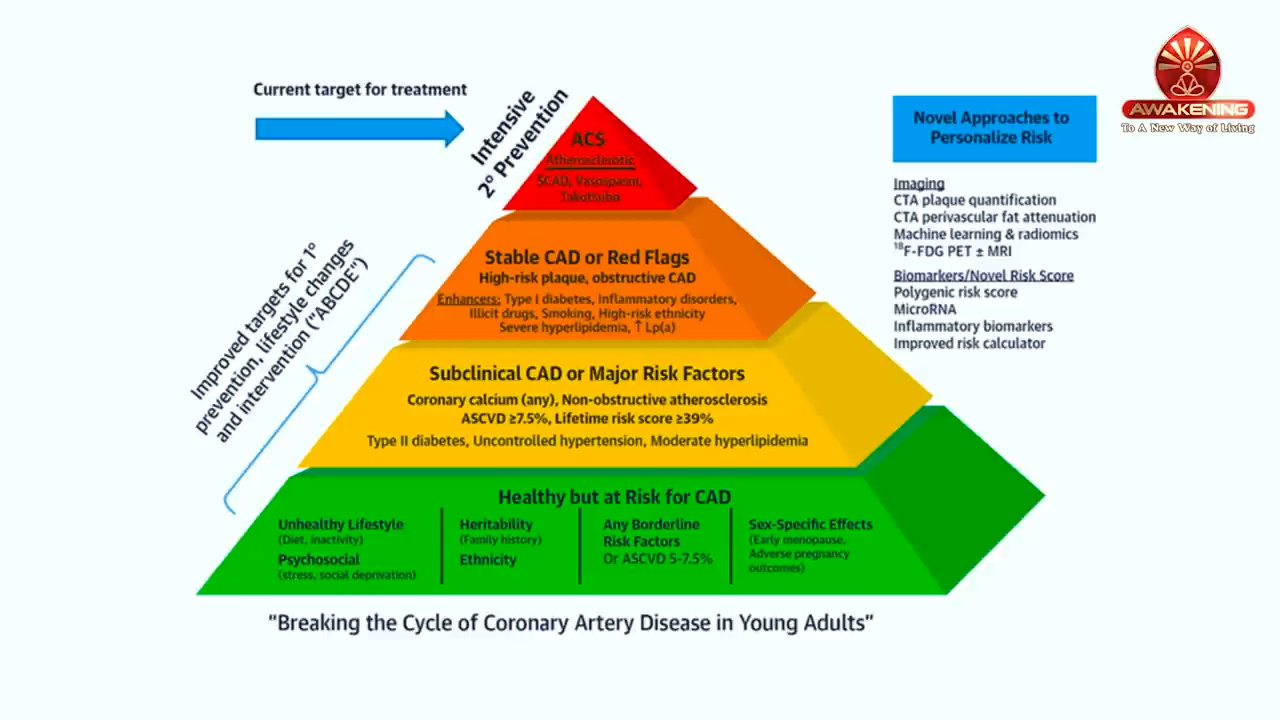 Current target for treatment
Intensive
2° Prevention
AWAKENING
To A New Way of Living
Novel Approaches to
Personalize Risk
Imaging
CTA plaque quantification
CTA perivascular fat attenuation
Machine learning & radiomics
18F-FDG PET ± MRI
Biomarkers/Novel Risk Score
Polygenic risk score
MicroRNA
Inflammatory biomarkers
Improved risk calculator
ACS
Atherosclerotic
SCAD, Vasospasm,
Takotsubo
Improved targets for 1°
prevention, lifestyle changes
and intervention ("ABCDE")
Stable CAD or Red Flags
High-risk plaque, obstructive CAD
Enhancers: Type I diabetes, Inflammatory disorders,
Illicit drugs, Smoking, High-risk ethnicity
Severe hyperlipidemia, ↑ Lp(a)
Subclinical CAD or Major Risk Factors
Coronary calcium (any), Non-obstructive atherosclerosis
ASCVD ≥7.5%, Lifetime risk score ≥39%
Type II diabetes, Uncontrolled hypertension, Moderate hyperlipidemia
Healthy but at Risk for CAD
Unhealthy Lifestyle
(Diet, inactivity)
Psychosocial
(stress, social deprivation)
Heritability
(Family history)
Ethnicity
Any Borderline
Risk Factors
Or ASCVD 5-7.5%
Sex-Specific Effects
(Early menopause,
Adverse pregnancy
outcomes)
"Breaking the Cycle of Coronary Artery Disease in Young Adults"